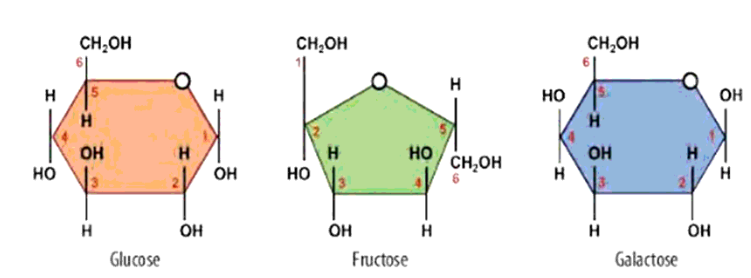 CH₂OH CH₂OH CH₂OH
6 1 6
5 O H O H O HO 5 O OH
H H H
4 1 2 5 4 1
OH H H HO CH₂OH OH H
HO OH HO 6 H H
3 2 3 4 3 2
H OH OH H H OH
Glucose Fructose Galactose